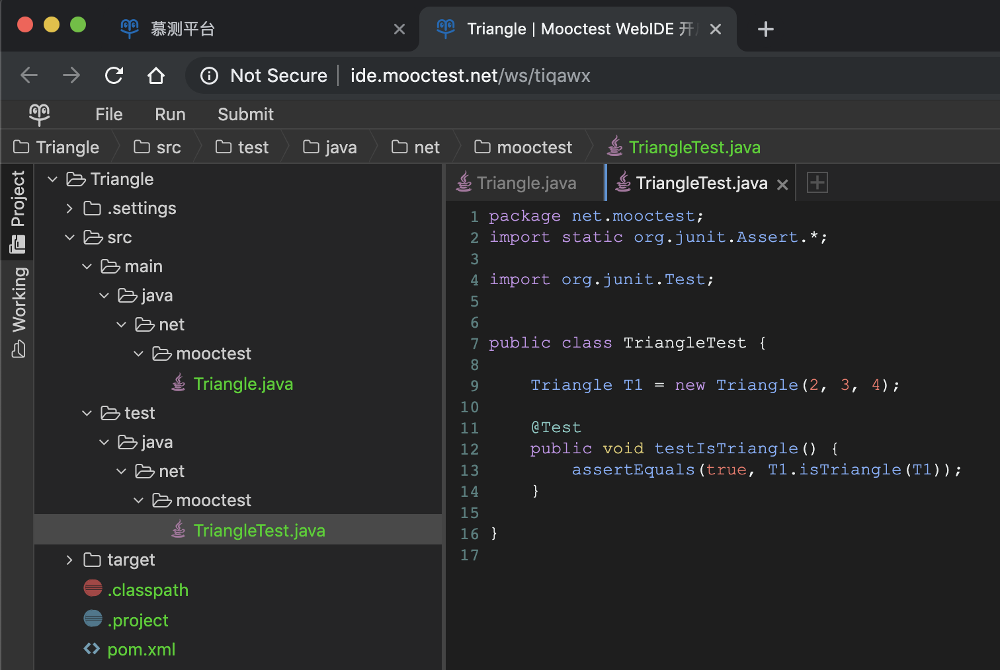 慕测平台
Triangle | Mooctest WebIDE 开
Not Secure | ide.mooctest.net/ws/tiqawx
File Run Submit
Triangle src test java net mooctest TriangleTest.java
Project
Working
Triangle
.settings
src
main
java
net
mooctest
Triangle.java
test
java
net
mooctest
TriangleTest.java
target
.classpath
.project
pom.xml
Triangle.java TriangleTest.java
1 package net.mooctest;
2 import static org.junit.Assert.*;
3
4 import org.junit.Test;
5
6
7 public class TriangleTest {
8
9 Triangle T1 = new Triangle(2, 3, 4);
10
11 @Test
12 public void testIsTriangle() {
13 assertEquals(true, T1.isTriangle(T1));
14 }
15
16 }
17